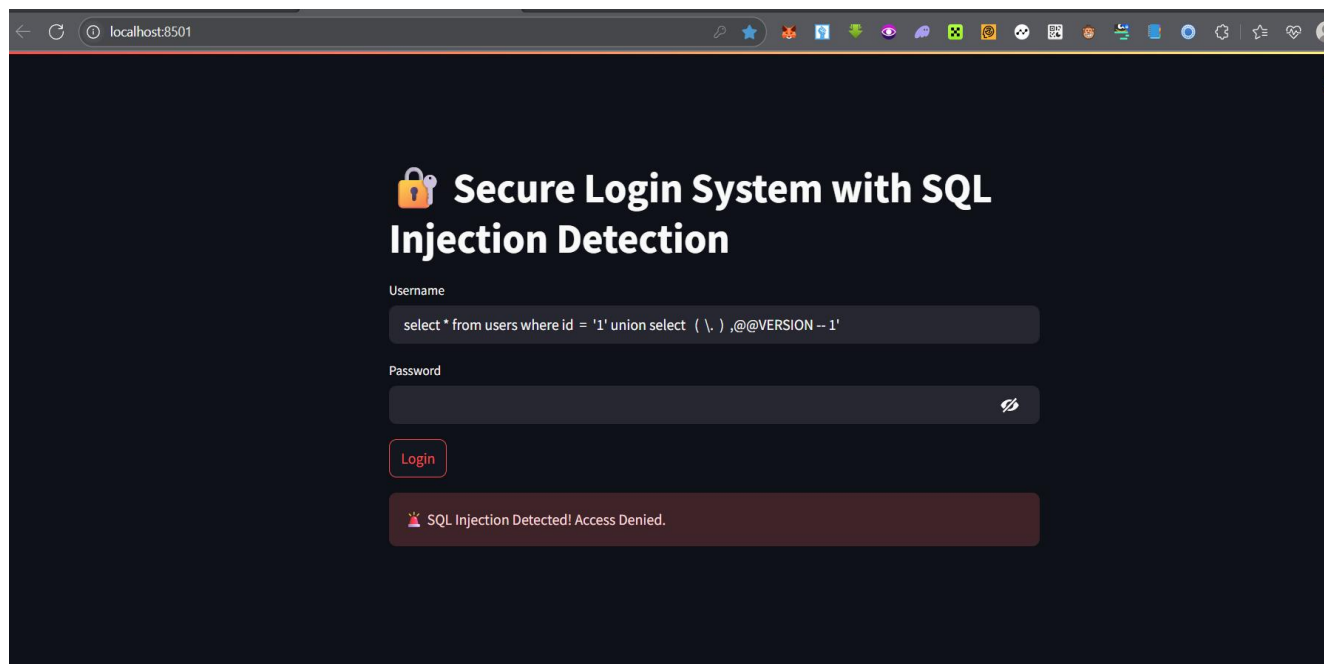 localhost:8501
🔐 Secure Login System with SQL
Injection Detection
Username
select * from users where id = '1' union select ( \. ) ,@@VERSION -- 1'
Password
Login
🚨 SQL Injection Detected! Access Denied.